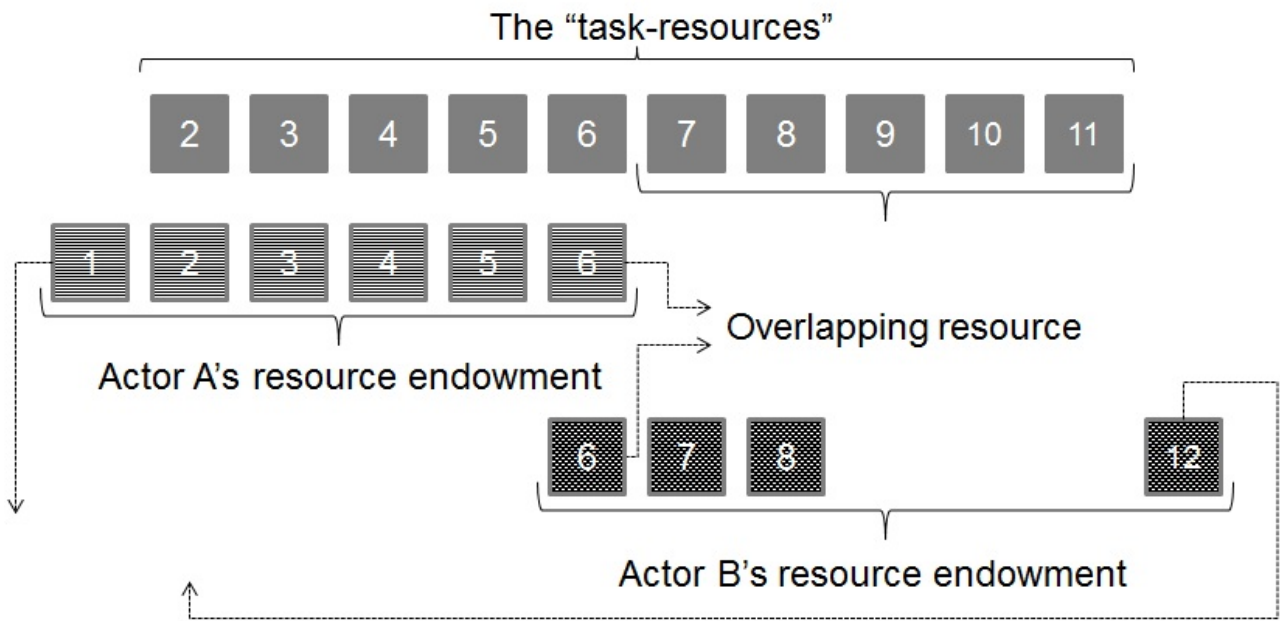 The “task-resources”
2 3 4 5 6 7 8 9 10 11
1 2 3 4 5 6
Overlapping resource
Actor A’s resource endowment
6 7 8 12
Actor B’s resource endowment